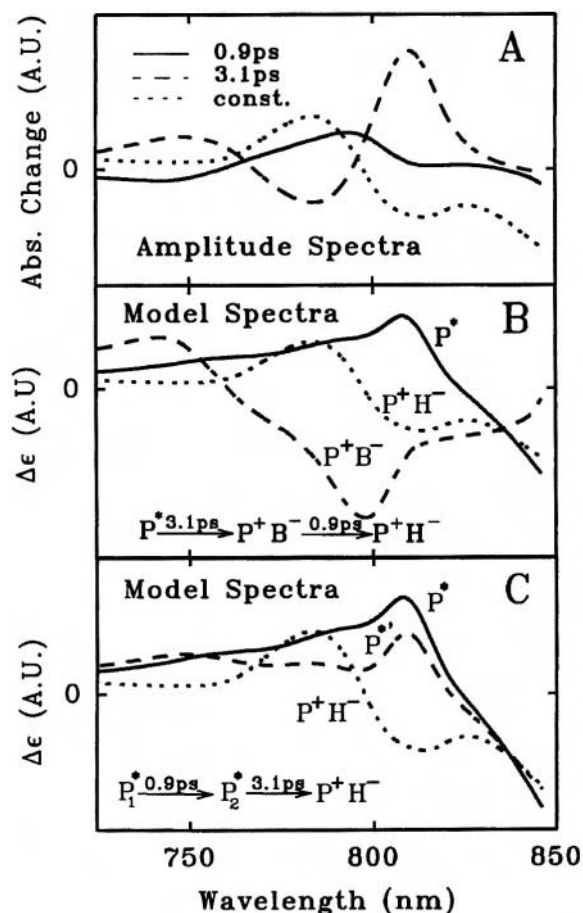 A
0.9ps
3.1ps
const.
Abs. Change (A.U.)
0
Amplitude Spectra
Model Spectra
B
P*
Δϵ (A.U)
0
P⁺H⁻
P⁺B⁻
P* 3.1ps → P⁺B⁻ 0.9ps → P⁺H⁻
Model Spectra
C
P*
P*'
Δϵ (A.U.)
0
P⁺H⁻
P₁* 0.9ps → P₂* 3.1ps → P⁺H⁻
750 800 850
Wavelength (nm)